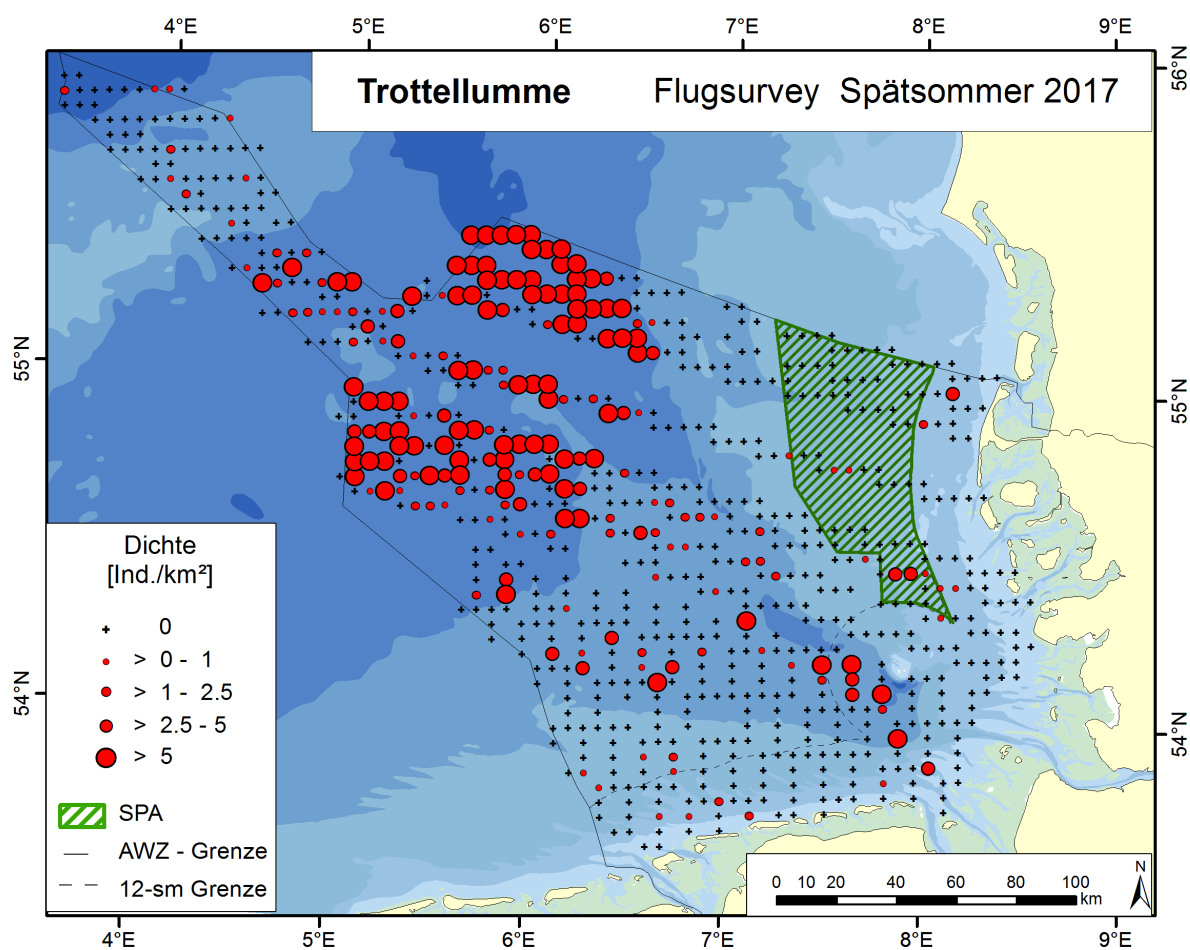 4°E 5°E 6°E 7°E 8°E 9°E
Trottellumme Flugsurvey Spätsommer 2017
56°N
55°N
55°N
54°N
54°N
Dichte
[Ind./km²]
0
> 0 - 1
> 1 - 2.5
> 2.5 - 5
> 5
SPA
AWZ - Grenze
12-sm Grenze
N
0 10 20 40 60 80 100
km
4°E 5°E 6°E 7°E 8°E 9°E